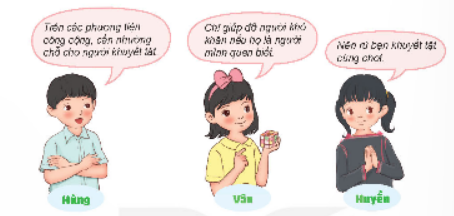 Trên các phương tiện
công cộng, cần nhường
chỗ cho người khuyết tật.
Chỉ giúp đỡ người khó
khăn nếu họ là người
mình quen biết.
Nên rủ bạn khuyết tật
cùng chơi.
Hùng
Vân
Huyền